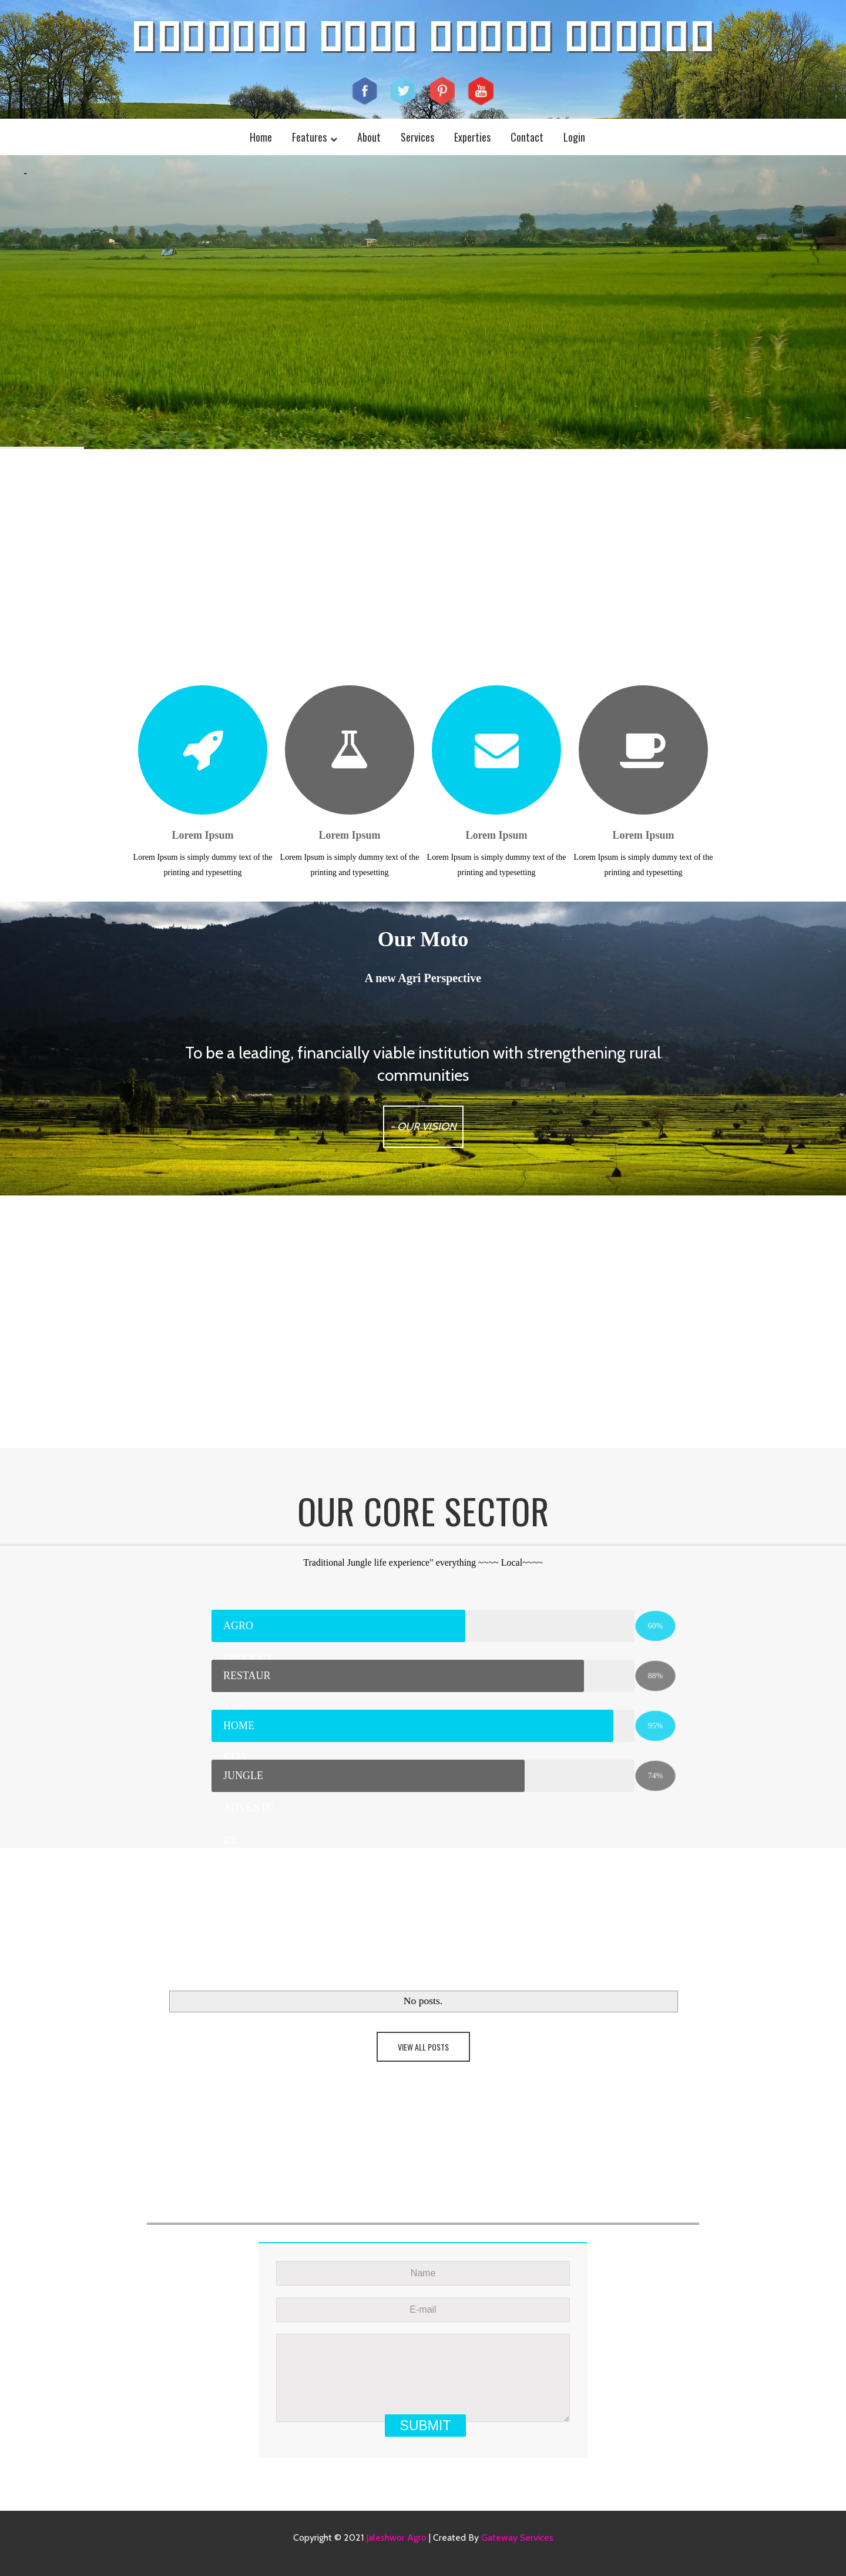 Home Features About Services Experties Contact Login
-
Lorem Ipsum Lorem Ipsum Lorem Ipsum Lorem Ipsum
Lorem Ipsum is simply dummy text of the Lorem Ipsum is simply dummy text of the Lorem Ipsum is simply dummy text of the Lorem Ipsum is simply dummy text of the
printing and typesetting printing and typesetting printing and typesetting printing and typesetting
Our Moto
A new Agri Perspective
To be a leading, financially viable institution with strengthening rural
communities
- OUR VISION
OUR CORE SECTOR
Traditional Jungle life experience" everything ~~~~ Local~~~~
AGRO 60%
RESTAUR 88%
HOME 95%
JUNGLE 74%
ADVENTU
RE
No posts.
VIEW ALL POSTS
Name
E-mail
SUBMIT
Copyright © 2021 Jaleshwor Agro | Created By Gateway Services